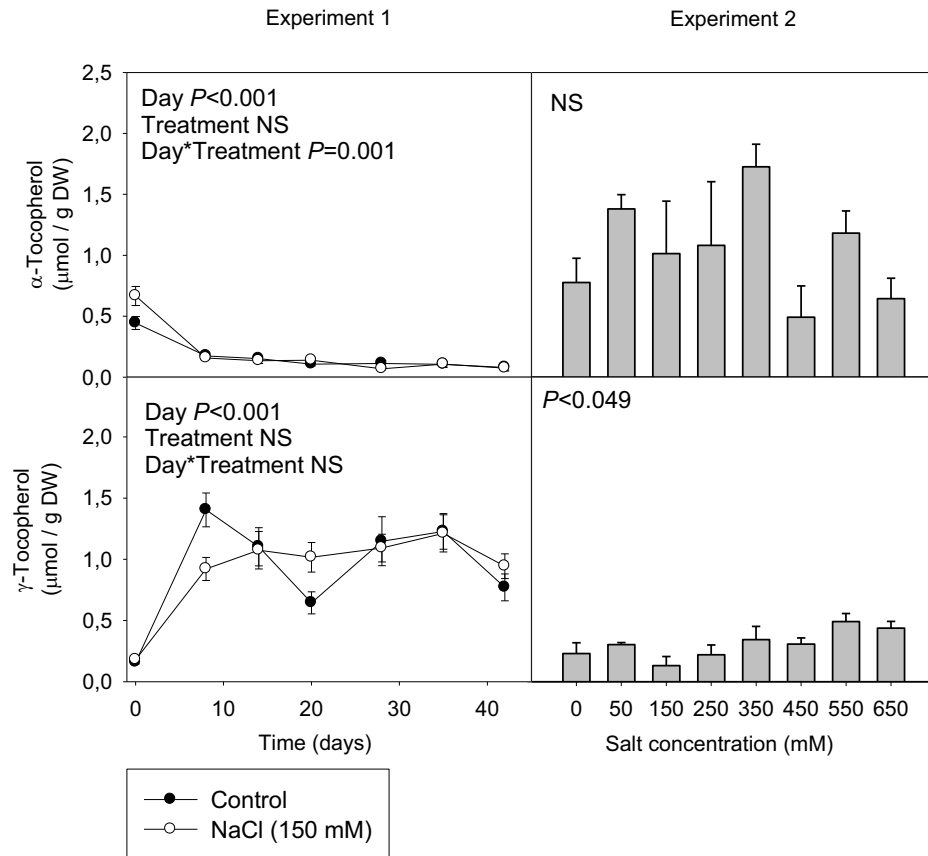 Experiment 1
Experiment 2
α-Tocopherol
(μmol / g DW)
2,5
2,0
1,5
1,0
0,5
0,0
Day P<0.001
Treatment NS
Day*Treatment P=0.001
NS
γ-Tocopherol
(μmol / g DW)
2,0
1,5
1,0
0,5
0,0
Day P<0.001
Treatment NS
Day*Treatment NS
P<0.049
0 10 20 30 40
Time (days)
0 50 150 250 350 450 550 650
Salt concentration (mM)
Control
NaCl (150 mM)